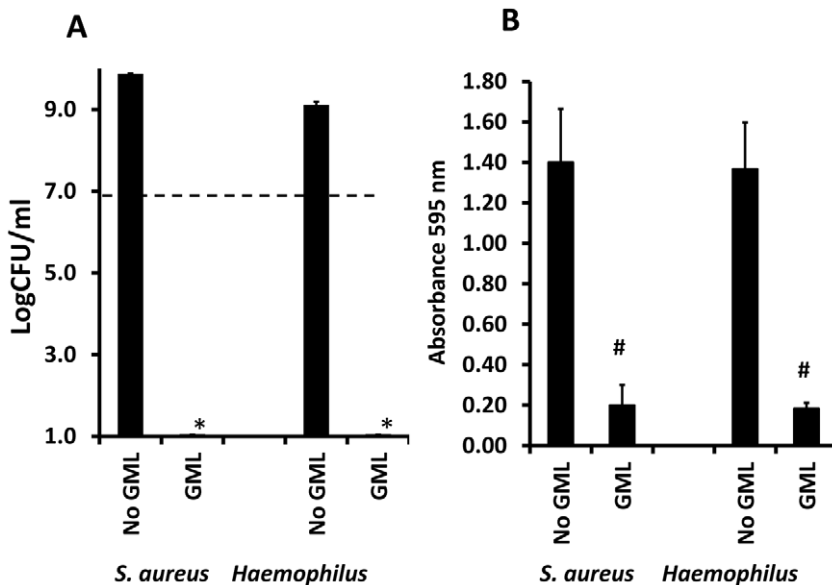 A
LogCFU/ml
9.0
7.0
5.0
3.0
1.0
*
*
No GML
GML
No GML
GML
S. aureus Haemophilus
B
Absorbance 595 nm
1.80
1.60
1.40
1.20
1.00
0.80
0.60
0.40
0.20
0.00
#
#
No GML
GML
No GML
GML
S. aureus Haemophilus